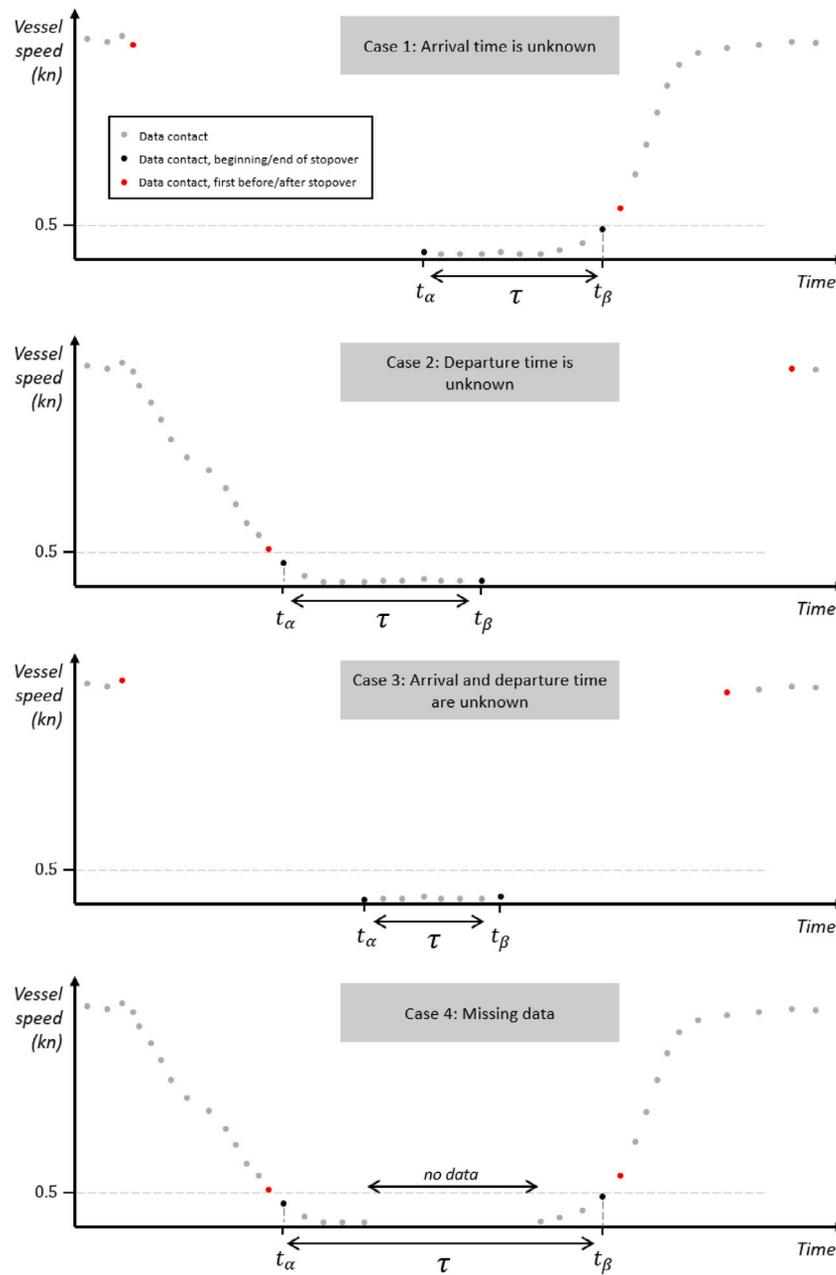 Vessel
speed
(kn)
Case 1: Arrival time is unknown
Data contact
Data contact, beginning/end of stopover
Data contact, first before/after stopover
0.5
Time
tα
τ
tβ
Vessel
speed
(kn)
Case 2: Departure time is
unknown
0.5
Time
tα
τ
tβ
Vessel
speed
(kn)
Case 3: Arrival and departure time
are unknown
0.5
Time
tα
τ
tβ
Vessel
speed
(kn)
Case 4: Missing data
no data
0.5
Time
tα
τ
tβ